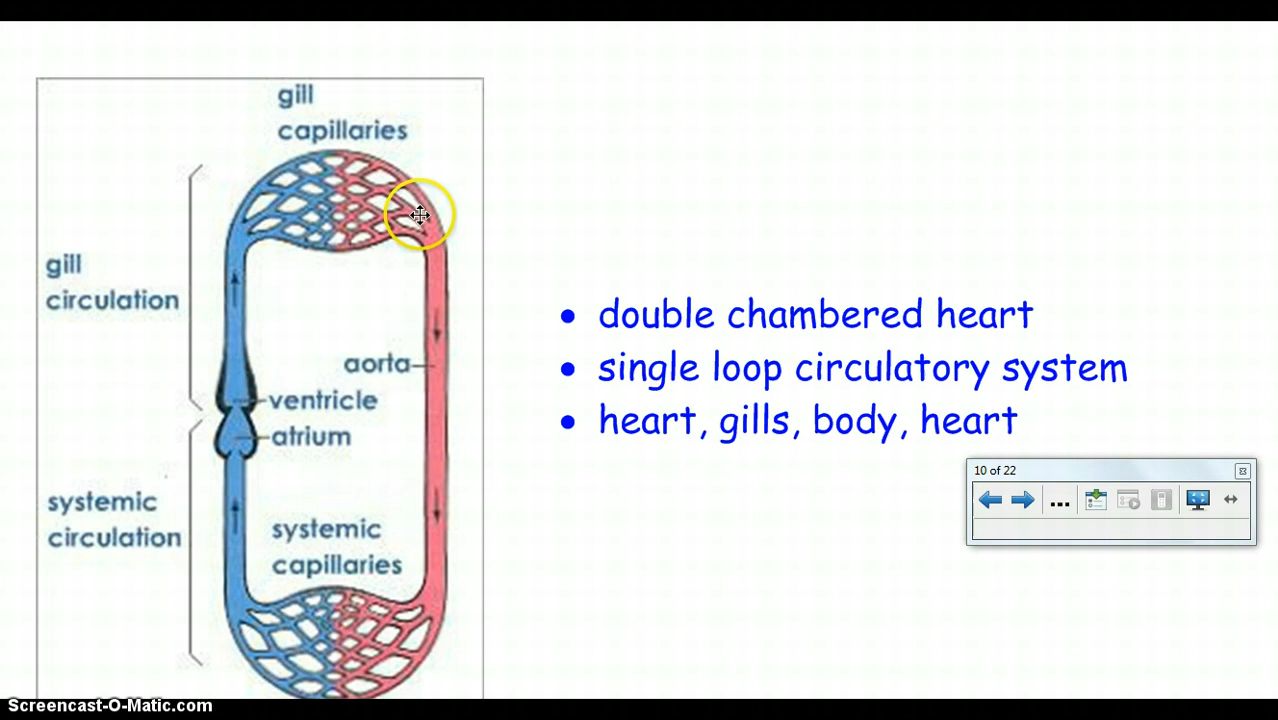 gill
capillaries
gill
circulation
aorta
ventricle
atrium
systemic
circulation
systemic
capillaries
• double chambered heart
• single loop circulatory system
• heart, gills, body, heart
10 of 22
...
Screencast-O-Matic.com